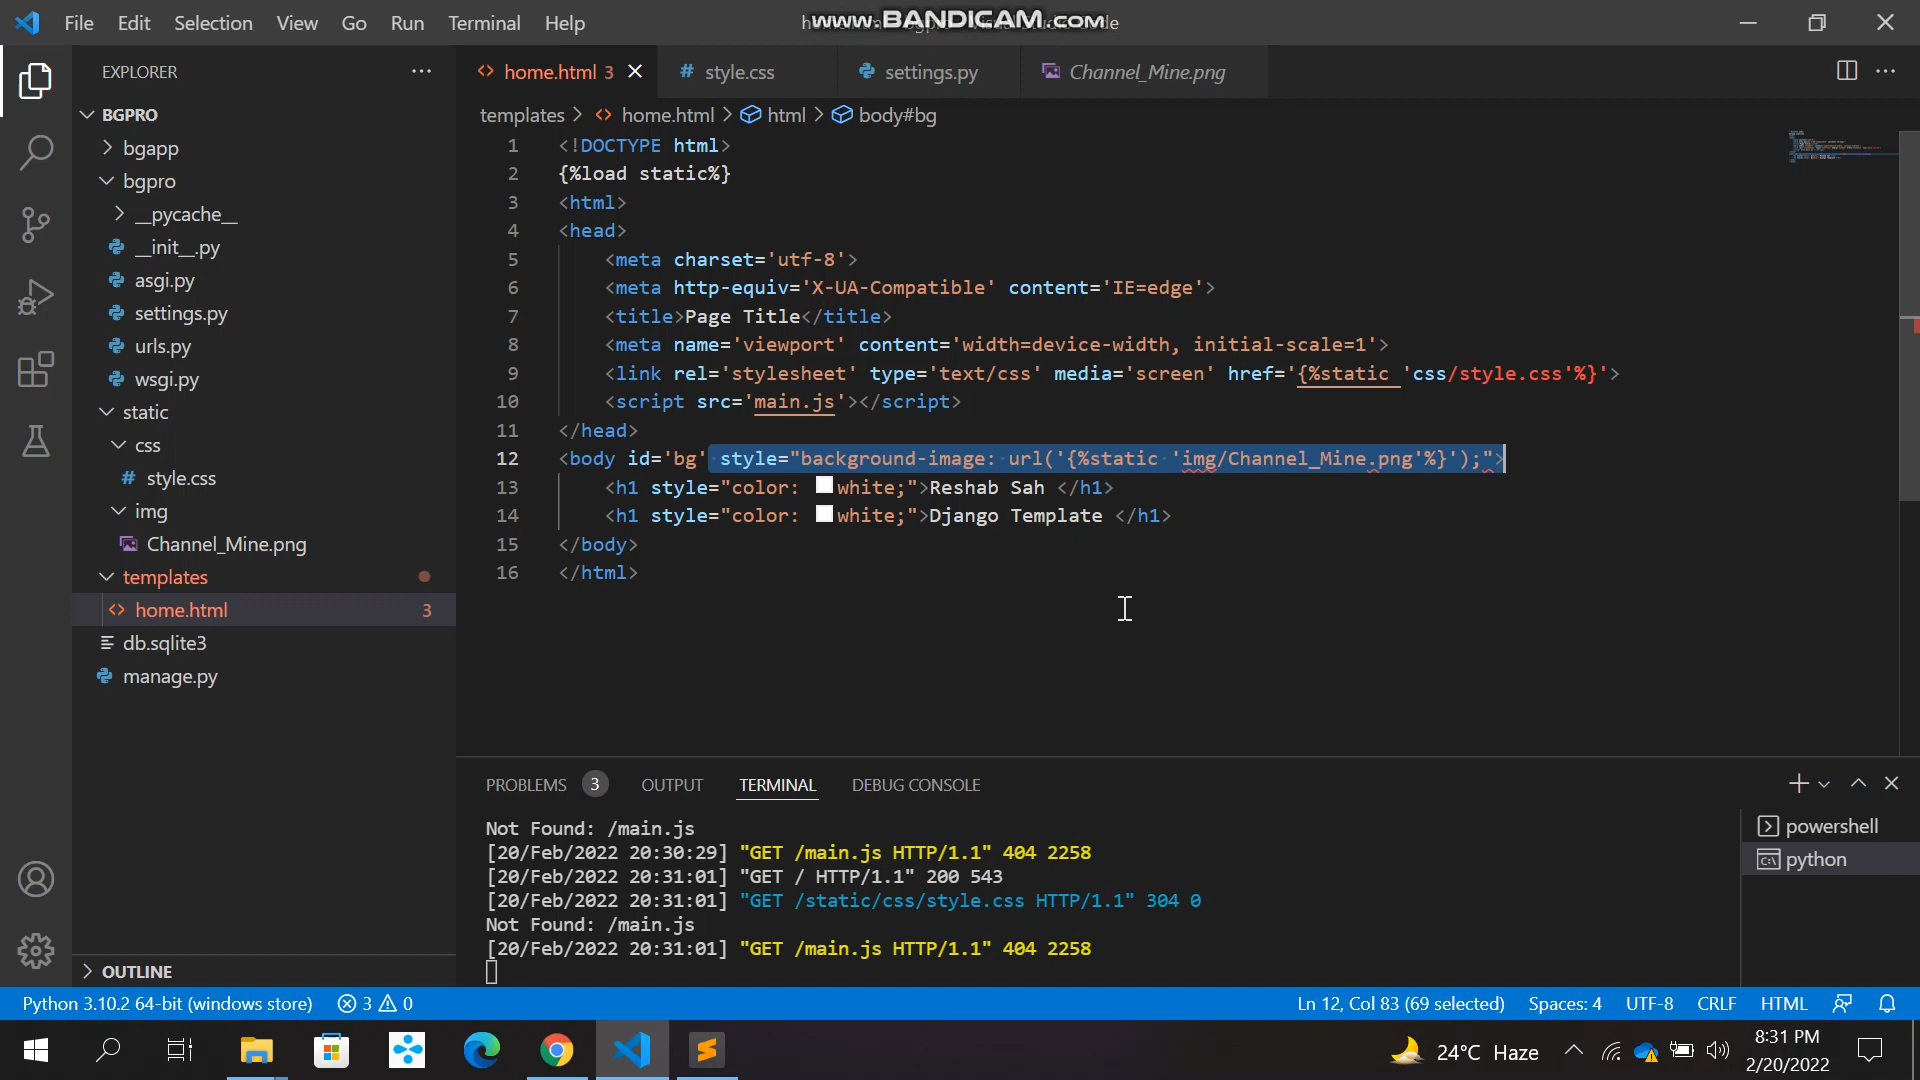 File Edit Selection View Go Run Terminal Help
www.BANDICAM.com
EXPLORER
BGPRO
bgapp
bgpro
__pycache__
__init__.py
asgi.py
settings.py
urls.py
wsgi.py
static
css
style.css
img
Channel_Mine.png
templates
home.html 3
db.sqlite3
manage.py
OUTLINE
home.html 3 style.css settings.py Channel_Mine.png
templates > home.html > html > body#bg
1 <!DOCTYPE html>
2 {%load static%}
3 <html>
4 <head>
5 <meta charset='utf-8'>
6 <meta http-equiv='X-UA-Compatible' content='IE=edge'>
7 <title>Page Title</title>
8 <meta name='viewport' content='width=device-width, initial-scale=1'>
9 <link rel='stylesheet' type='text/css' media='screen' href='{%static 'css/style.css'%}'>
10 <script src='main.js'></script>
11 </head>
12 <body id='bg' style="background-image: url('{%static 'img/Channel_Mine.png'%}');">
13 <h1 style="color: white;">Reshab Sah </h1>
14 <h1 style="color: white;">Django Template </h1>
15 </body>
16 </html>
PROBLEMS 3 OUTPUT TERMINAL DEBUG CONSOLE
Not Found: /main.js
[20/Feb/2022 20:30:29] "GET /main.js HTTP/1.1" 404 2258
[20/Feb/2022 20:31:01] "GET / HTTP/1.1" 200 543
[20/Feb/2022 20:31:01] "GET /static/css/style.css HTTP/1.1" 304 0
Not Found: /main.js
[20/Feb/2022 20:31:01] "GET /main.js HTTP/1.1" 404 2258
powershell
python
Python 3.10.2 64-bit (windows store) 3 0 Ln 12, Col 83 (69 selected) Spaces: 4 UTF-8 CRLF HTML
24°C Haze
8:31 PM
2/20/2022